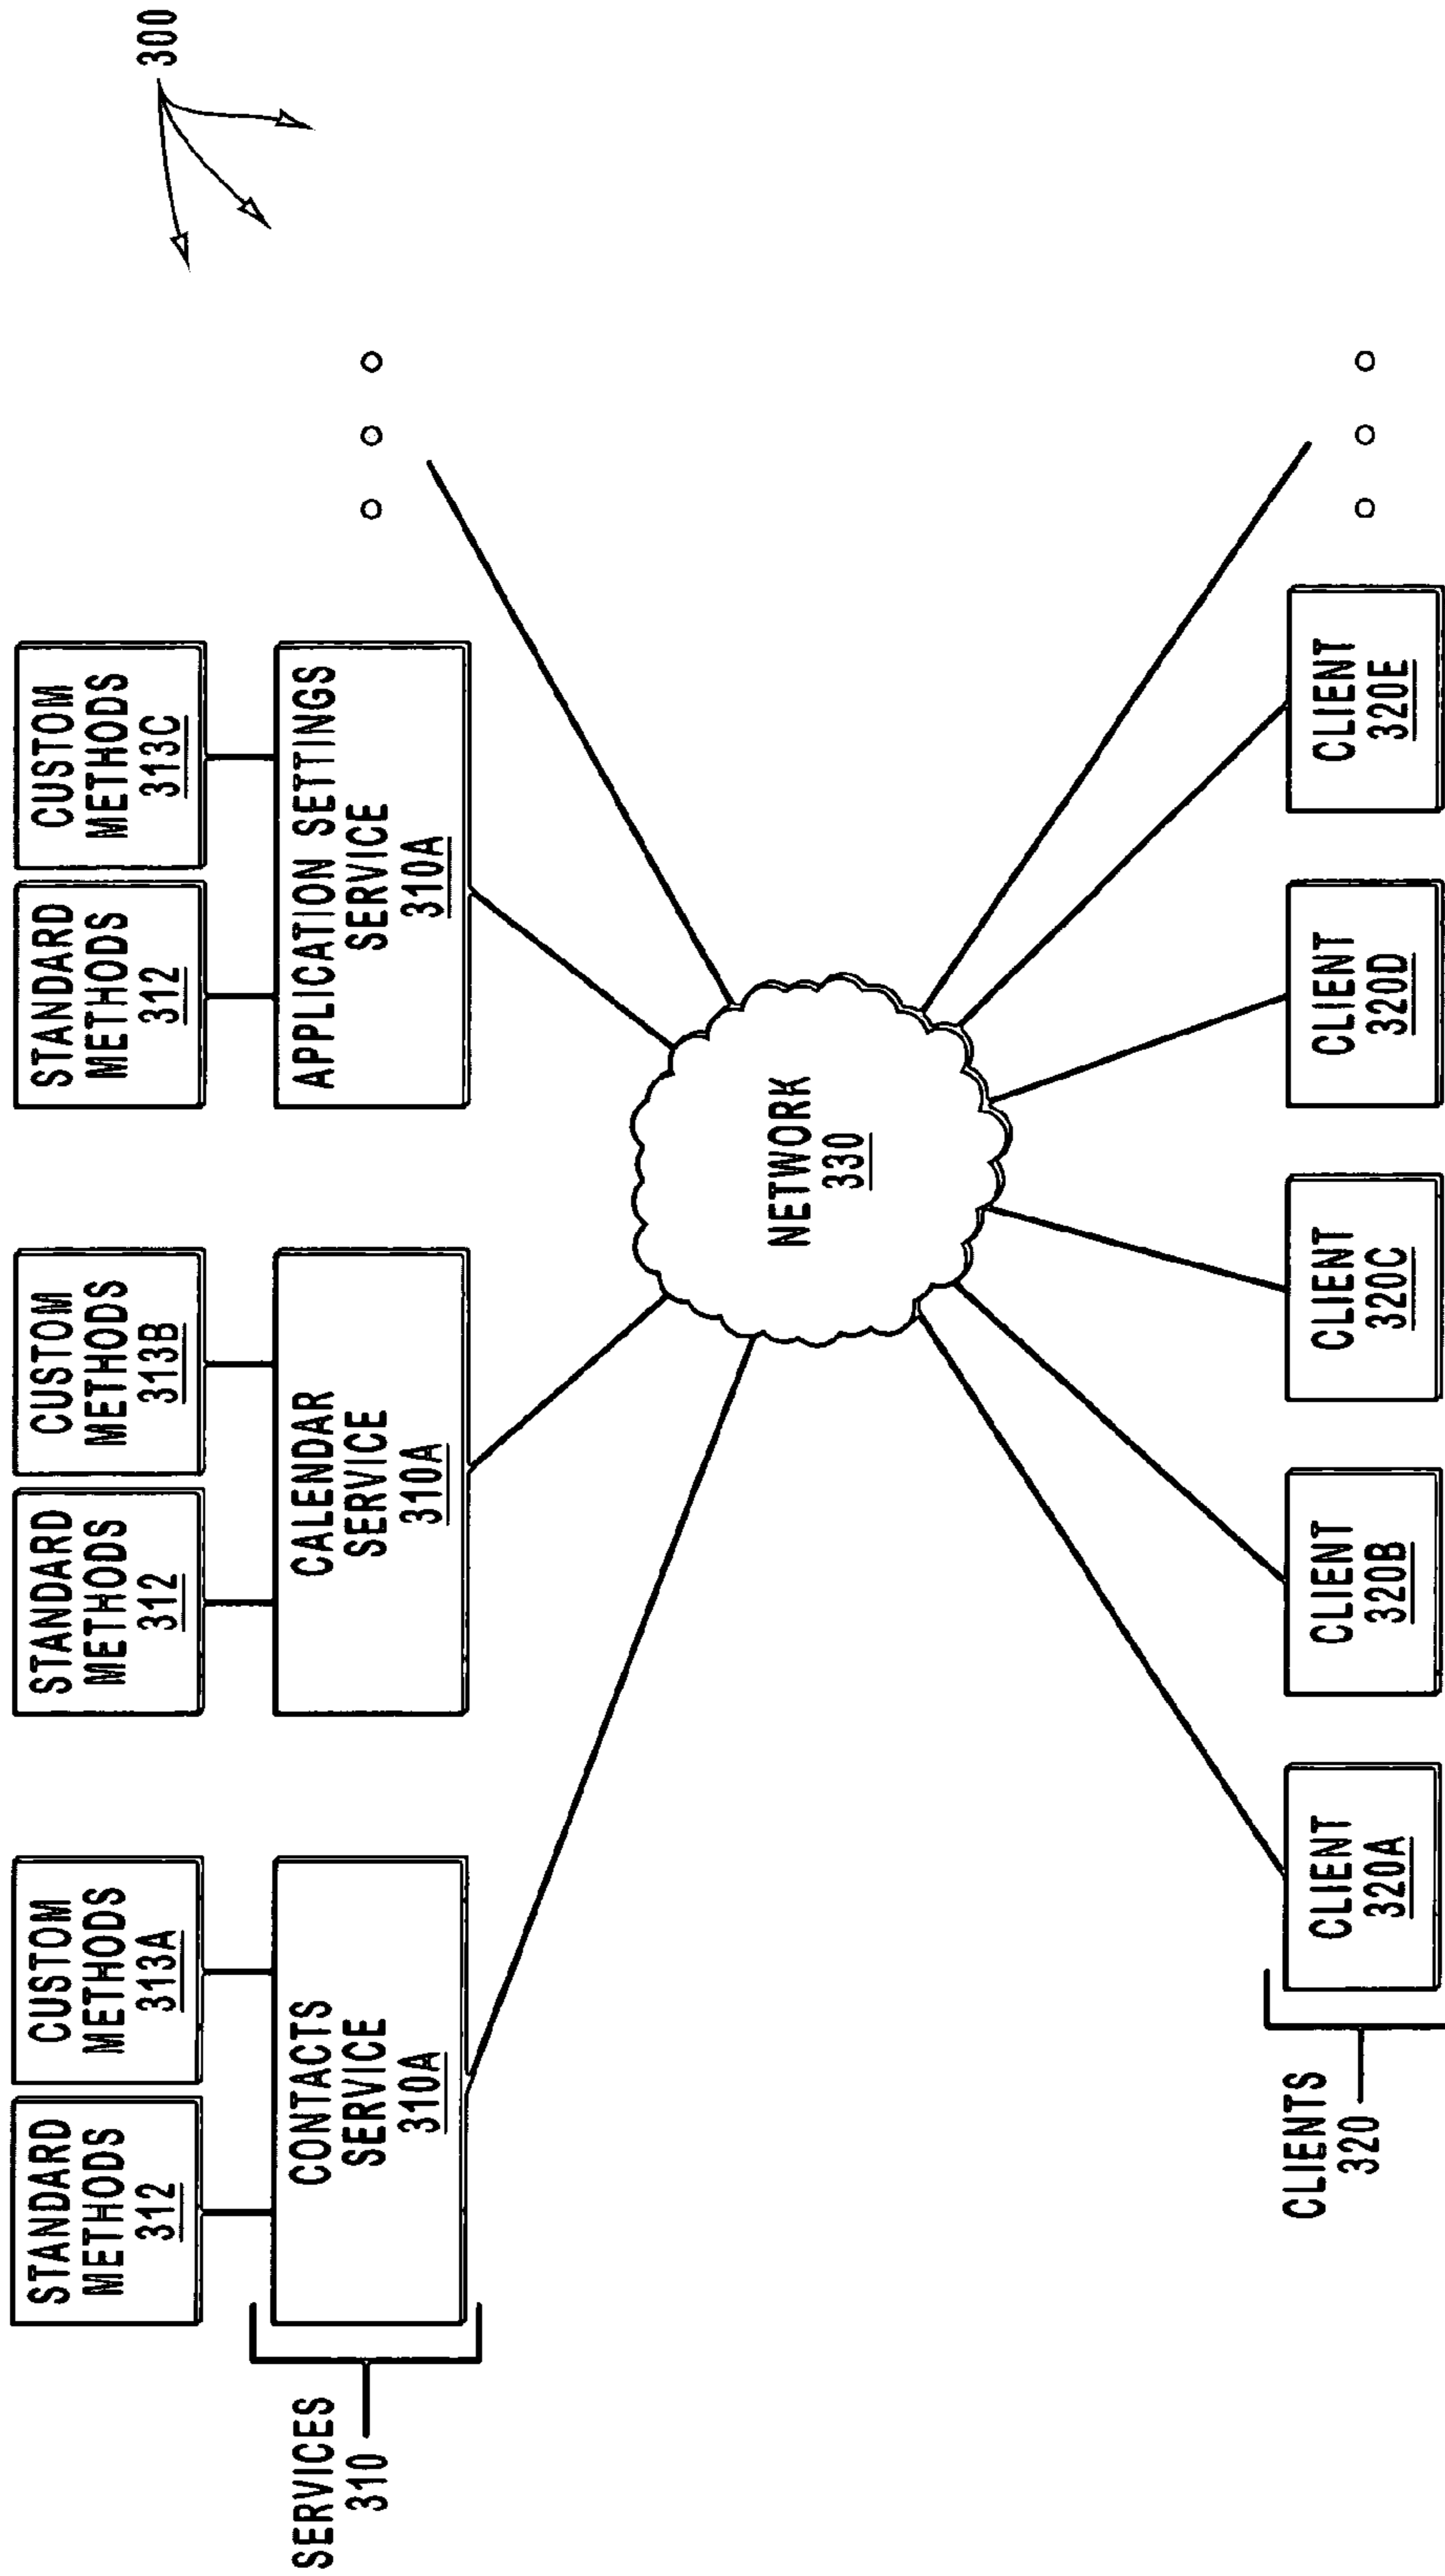 300
STANDARD
METHODS
312
CUSTOM
METHODS
313A
STANDARD
METHODS
312
CUSTOM
METHODS
313B
STANDARD
METHODS
312
CUSTOM
METHODS
313C
SERVICES
310
CONTACTS
SERVICE
310A
CALENDAR
SERVICE
310A
APPLICATION SETTINGS
SERVICE
310A
NETWORK
330
CLIENTS
320
CLIENT
320A
CLIENT
320B
CLIENT
320C
CLIENT
320D
CLIENT
320E